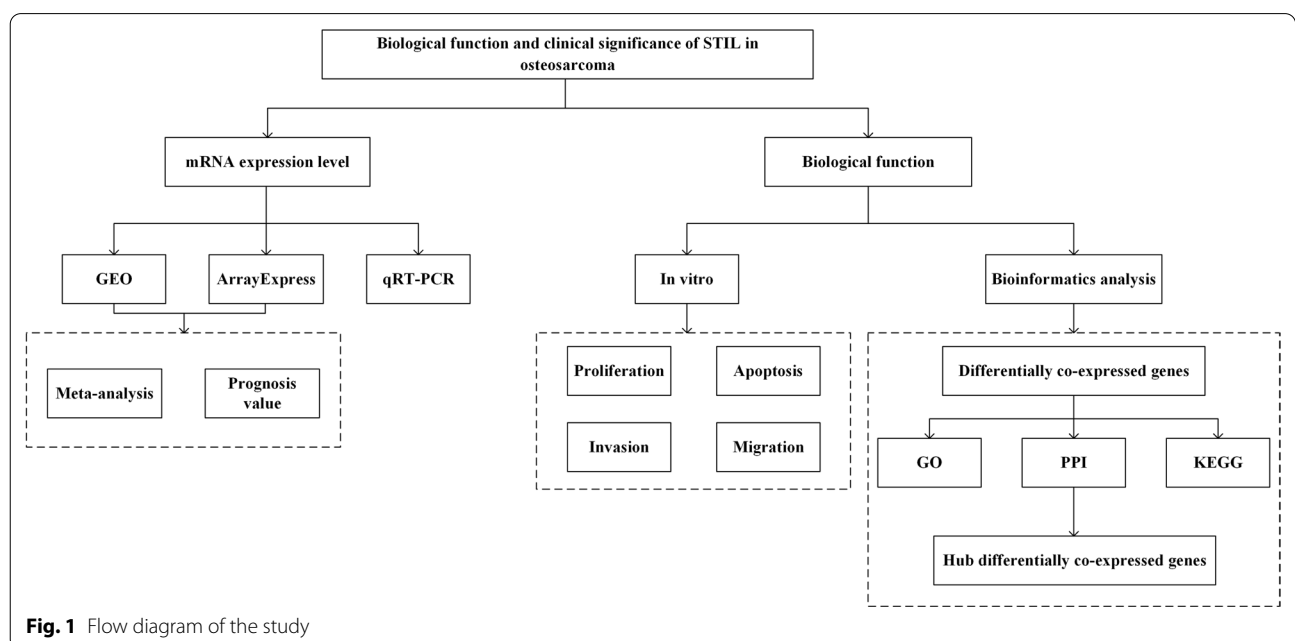 Biological function and clinical significance of STIL in
osteosarcoma
mRNA expression level
Biological function
GEO
ArrayExpress
qRT-PCR
In vitro
Bioinformatics analysis
Meta-analysis
Prognosis
value
Proliferation
Apoptosis
Invasion
Migration
Differentially co-expressed genes
GO
PPI
KEGG
Hub differentially co-expressed genes
Fig. 1 Flow diagram of the study